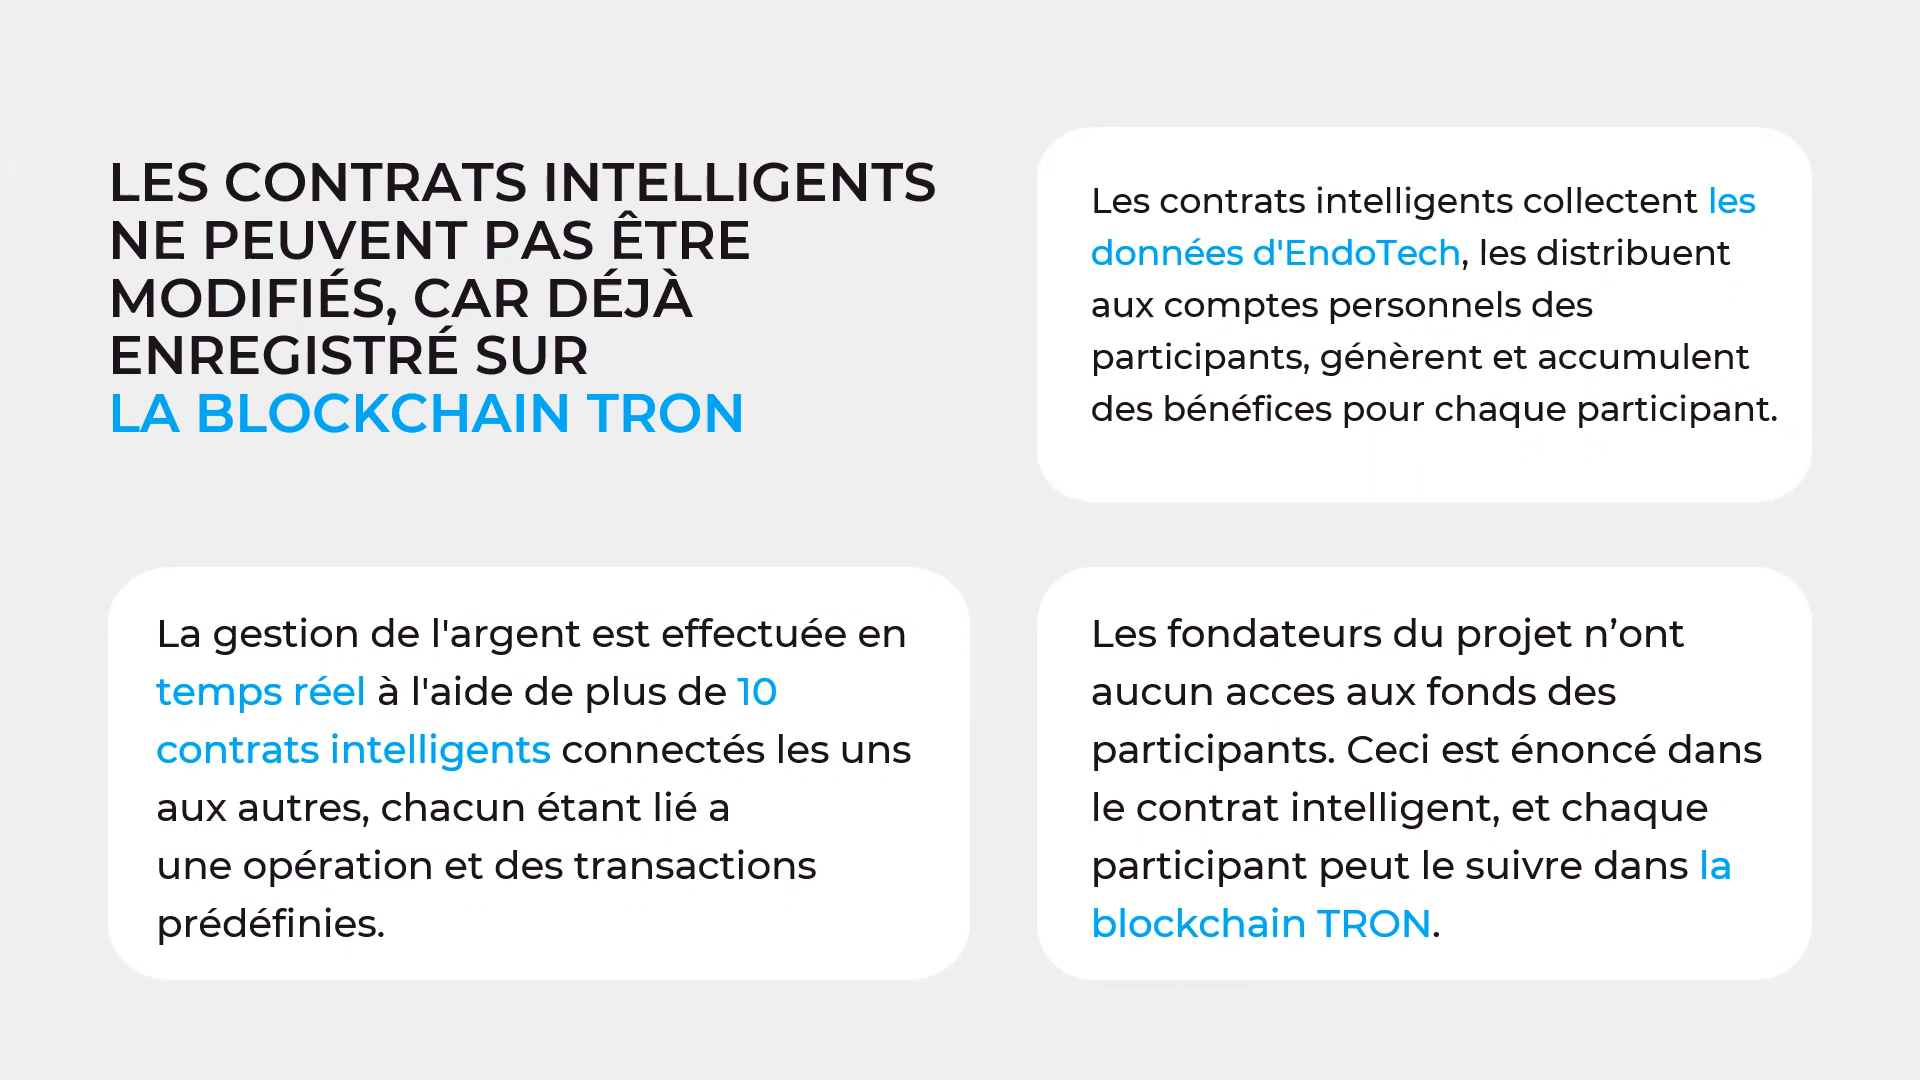 LES CONTRATS INTELLIGENTS
NE PEUVENT PAS ÊTRE
MODIFIÉS, CAR DÉJÀ
ENREGISTRÉ SUR
LA BLOCKCHAIN TRON
Les contrats intelligents collectent les
données d'EndoTech, les distribuent
aux comptes personnels des
participants, génèrent et accumulent
des bénéfices pour chaque participant.
La gestion de l'argent est effectuée en
temps réel à l'aide de plus de 10
contrats intelligents connectés les uns
aux autres, chacun étant lié a
une opération et des transactions
prédéfinies.
Les fondateurs du projet n’ont
aucun acces aux fonds des
participants. Ceci est énoncé dans
le contrat intelligent, et chaque
participant peut le suivre dans la
blockchain TRON.